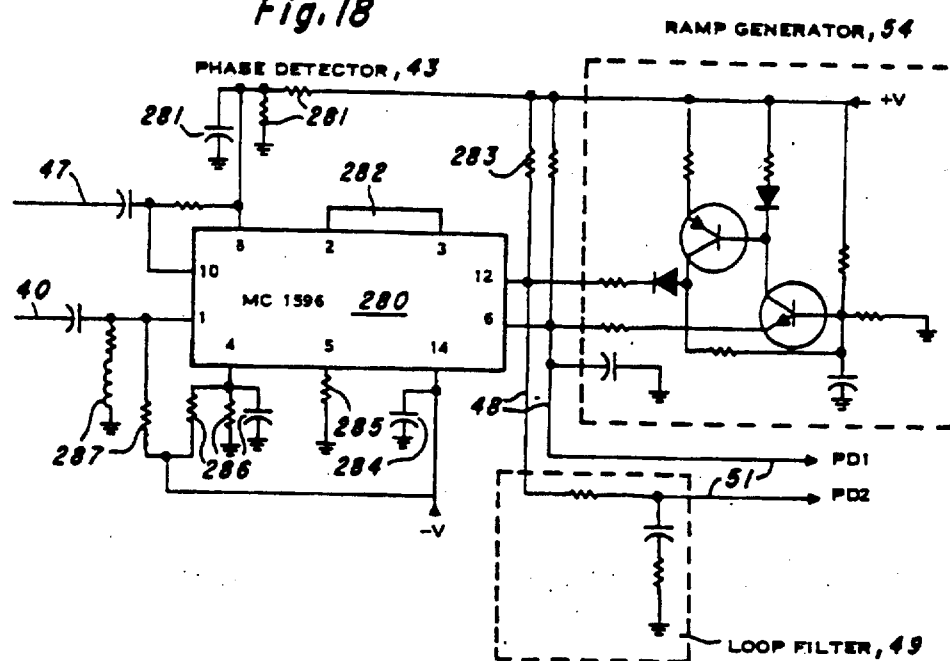 Fig. 18
RAMP GENERATOR, 54
PHASE DETECTOR, 43
+V
281
281
283
47
282
8
2
3
10
12
40
MC 1596
280
1
6
4
5
14
48
287
286
285
284
51
PD1
PD2
-V
LOOP FILTER, 49